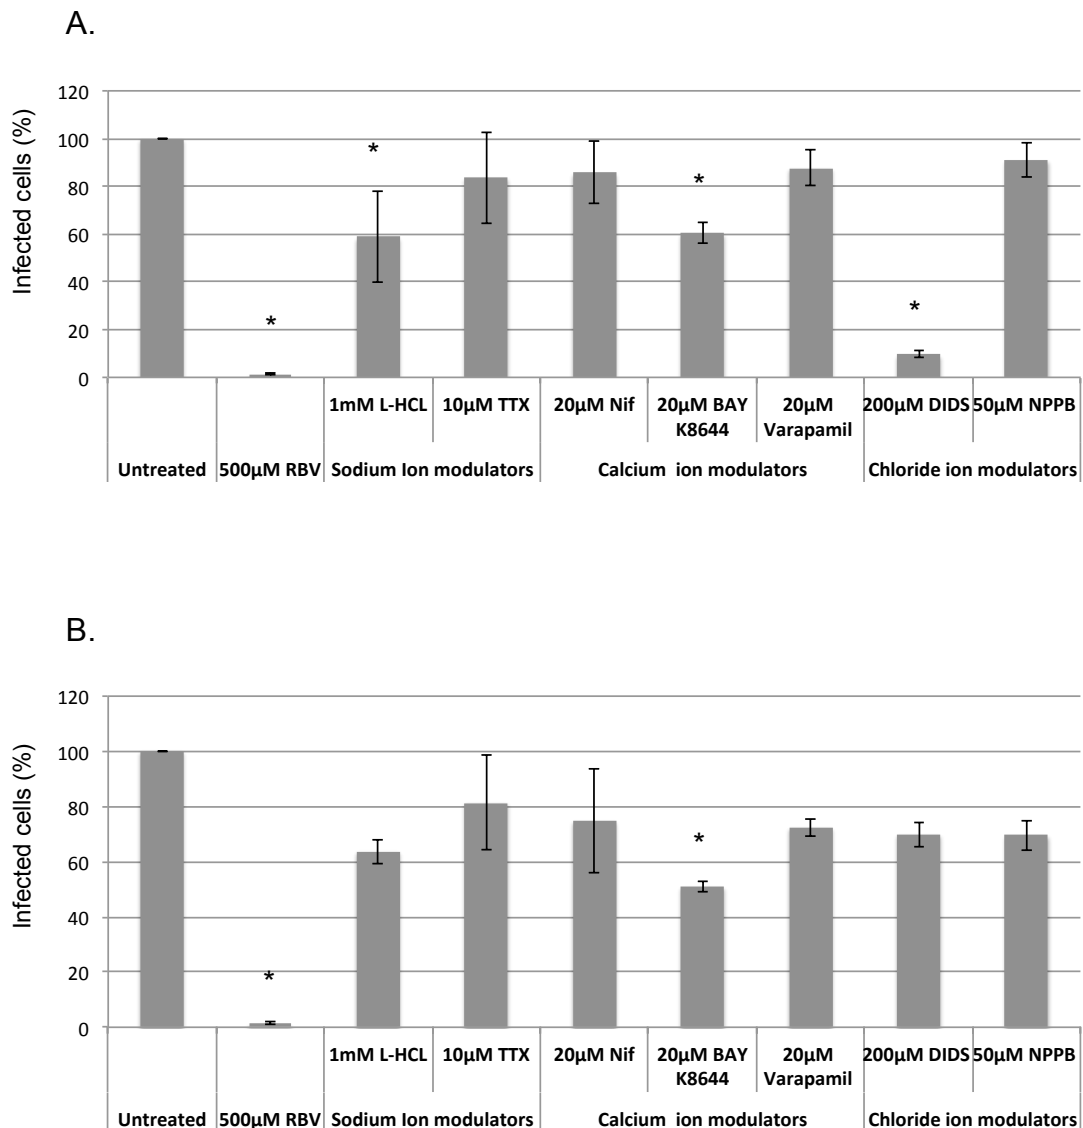 A.
Infected cells (%)
120
100
80
60
40
20
0
*
*
*
*
1mM L-HCL 10µM TTX 20µM Nif 20µM BAY K8644 20µM Varapamil 200µM DIDS 50µM NPPB
Untreated 500µM RBV Sodium Ion modulators Calcium ion modulators Chloride ion modulators
B.
Infected cells (%)
120
100
80
60
40
20
0
*
*
1mM L-HCL 10µM TTX 20µM Nif 20µM BAY K8644 20µM Varapamil 200µM DIDS 50µM NPPB
Untreated 500µM RBV Sodium Ion modulators Calcium ion modulators Chloride ion modulators